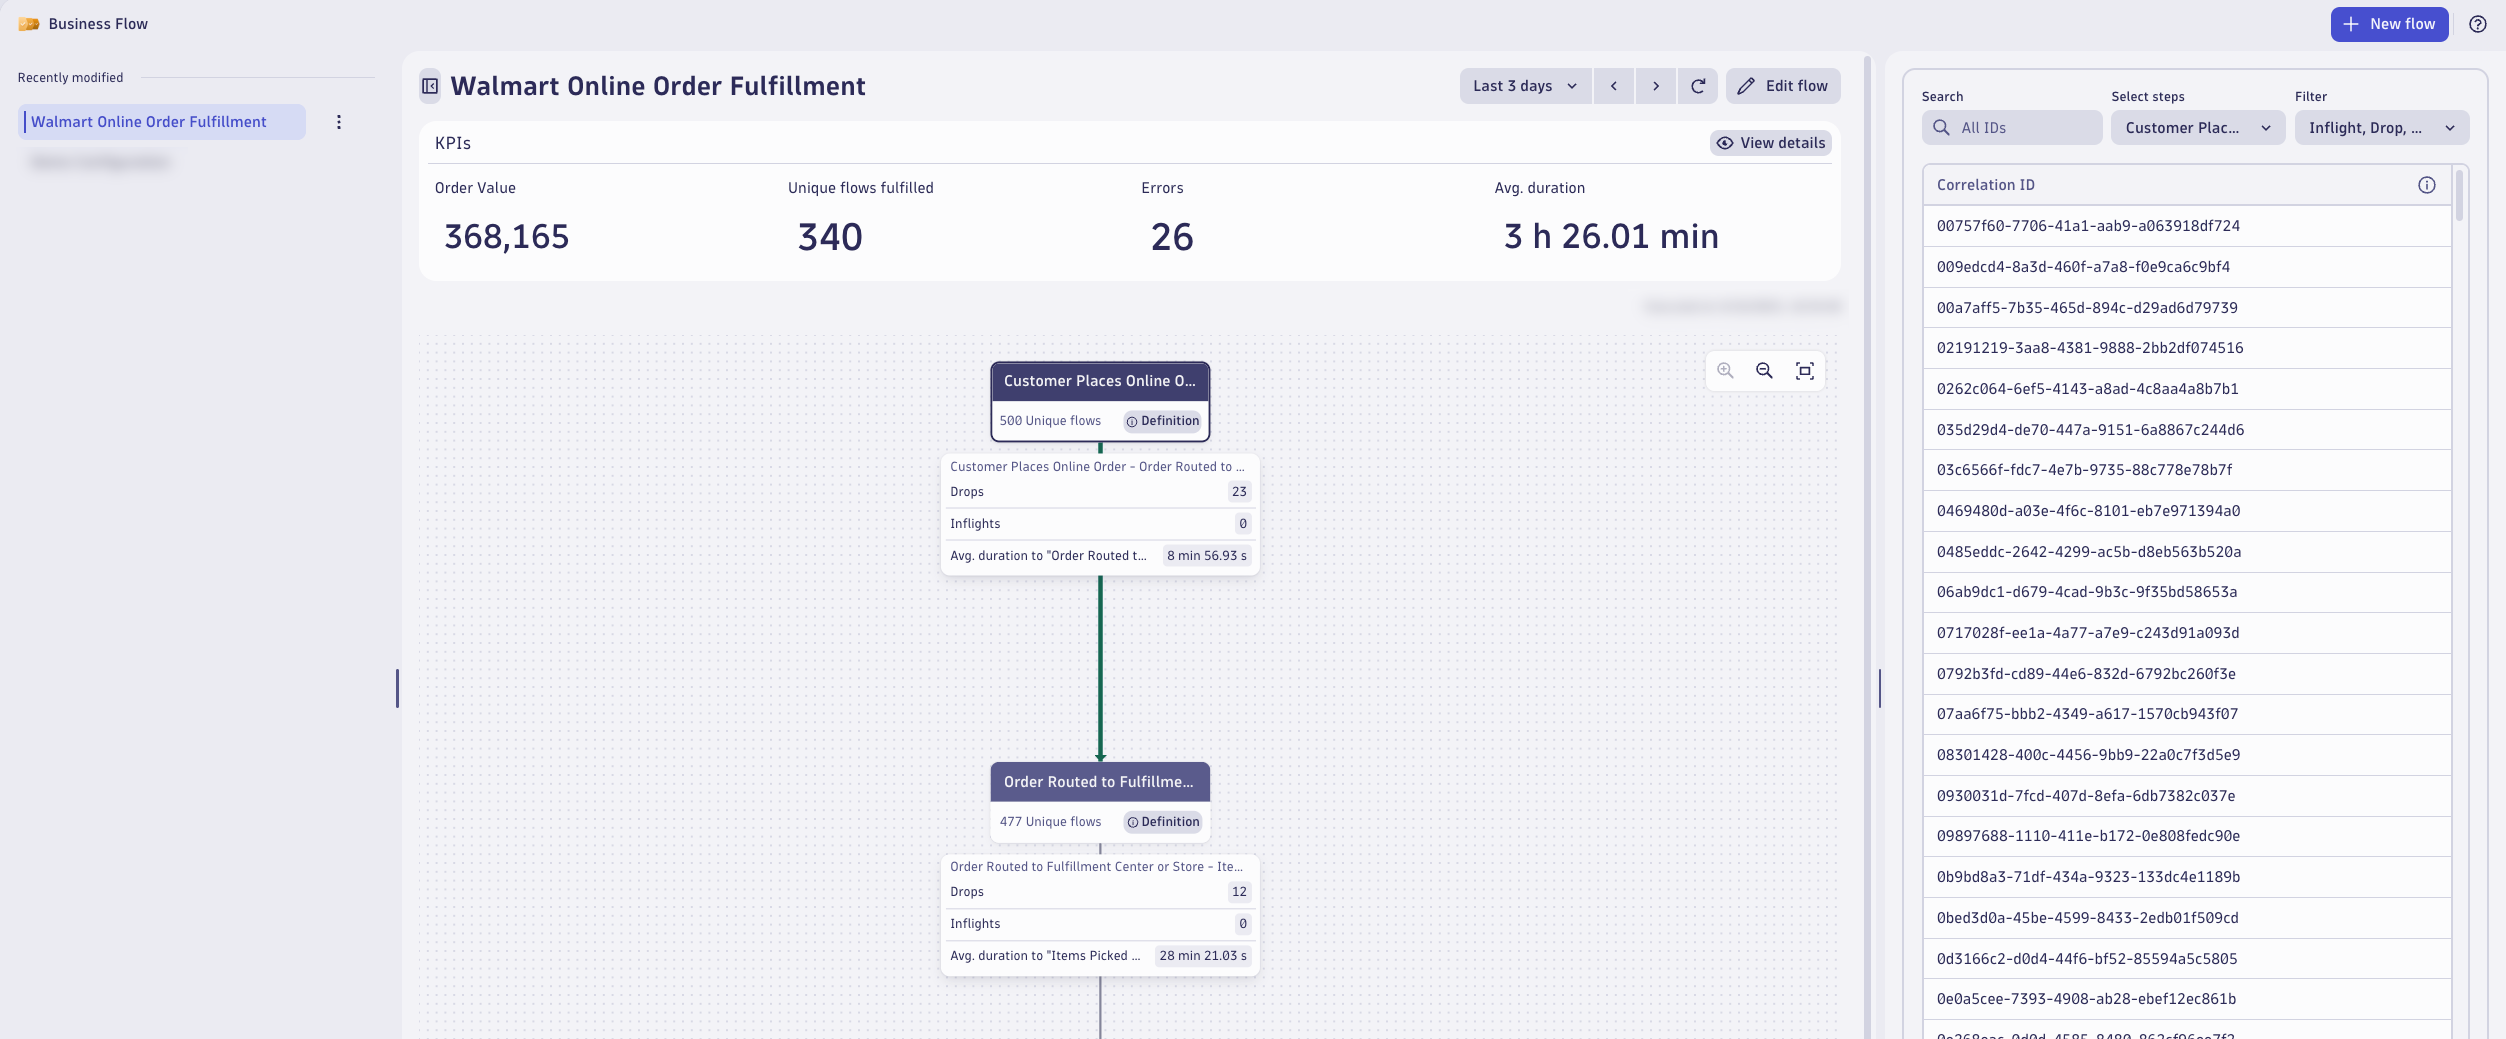 Business Flow
New flow
Recently modified
Walmart Online Order Fulfillment
Walmart Online Order Fulfillment
Last 3 days
Edit flow
KPIs
View details
Order Value
368,165
Unique flows fulfilled
340
Errors
26
Avg. duration
3 h 26.01 min
Customer Places Online O...
500 Unique flows
Definition
Customer Places Online Order - Order Routed to ...
Drops 23
Inflights 0
Avg. duration to "Order Routed t... 8 min 56.93 s
Order Routed to Fulfillme...
477 Unique flows
Definition
Order Routed to Fulfillment Center or Store - Ite...
Drops 12
Inflights 0
Avg. duration to "Items Picked ... 28 min 21.03 s
Search
All IDs
Select steps
Customer Plac...
Filter
Inflight, Drop, ...
Correlation ID
00757f60-7706-41a1-aab9-a063918df724
009edcd4-8a3d-460f-a7a8-f0e9ca6c9bf4
00a7aff5-7b35-465d-894c-d29ad6d79739
02191219-3aa8-4381-9888-2bb2df074516
0262c064-6ef5-4143-a8ad-4c8aa4a8b7b1
035d29d4-de70-447a-9151-6a8867c244d6
03c6566f-fdc7-4e7b-9735-88c778e78b7f
0469480d-a03e-4f6c-8101-eb7e971394a0
0485eddc-2642-4299-ac5b-d8eb563b520a
06ab9dc1-d679-4cad-9b3c-9f35bd58653a
0717028f-ee1a-4a77-a7e9-c243d91a093d
0792b3fd-cd89-44e6-832d-6792bc260f3e
07aa6f75-bbb2-4349-a617-1570cb943f07
08301428-400c-4456-9bb9-22a0c7f3d5e9
0930031d-7fcd-407d-8efa-6db7382c037e
09897688-1110-411e-b172-0e808fedc90e
0b9bd8a3-71df-434a-9323-133dc4e1189b
0bed3d0a-45be-4599-8433-2edb01f509cd
0d3166c2-d0d4-44f6-bf52-85594a5c5805
0e0a5cee-7393-4908-ab28-ebef12ec861b